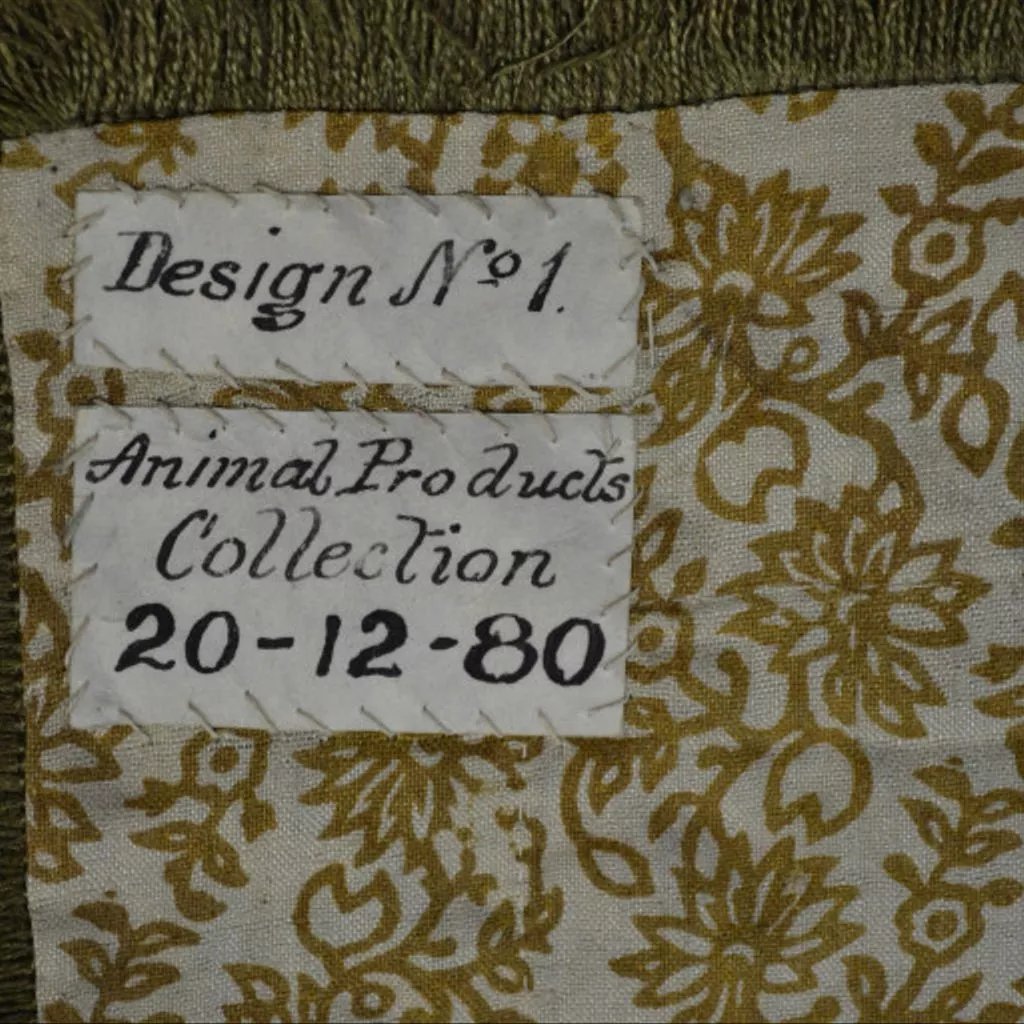 Design Nº 1.
Animal Products
Collection
20-12-80